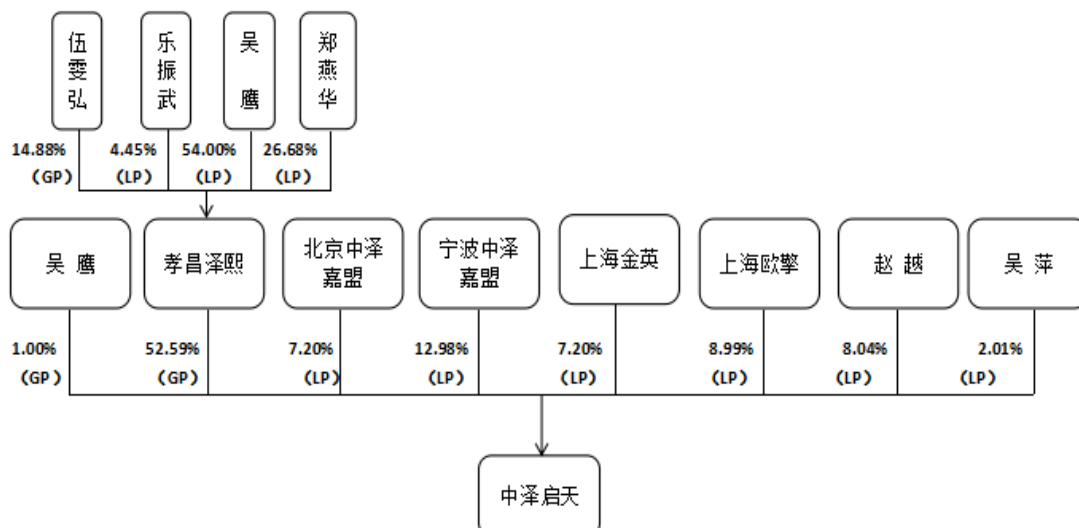 伍雯弘
乐振武
吴 鹰
郑燕华
14.88%
4.45%
54.00%
26.68%
（GP）
（LP）
（LP）
（LP）
吴 鹰
孝昌泽熙
北京中泽
嘉盟
宁波中泽
嘉盟
上海金英
上海欧擎
赵 越
吴 萍
1.00%
52.59%
7.20%
12.98%
7.20%
8.99%
8.04%
2.01%
（GP）
（GP）
（LP）
（LP）
（LP）
（LP）
（LP）
（LP）
中泽启天